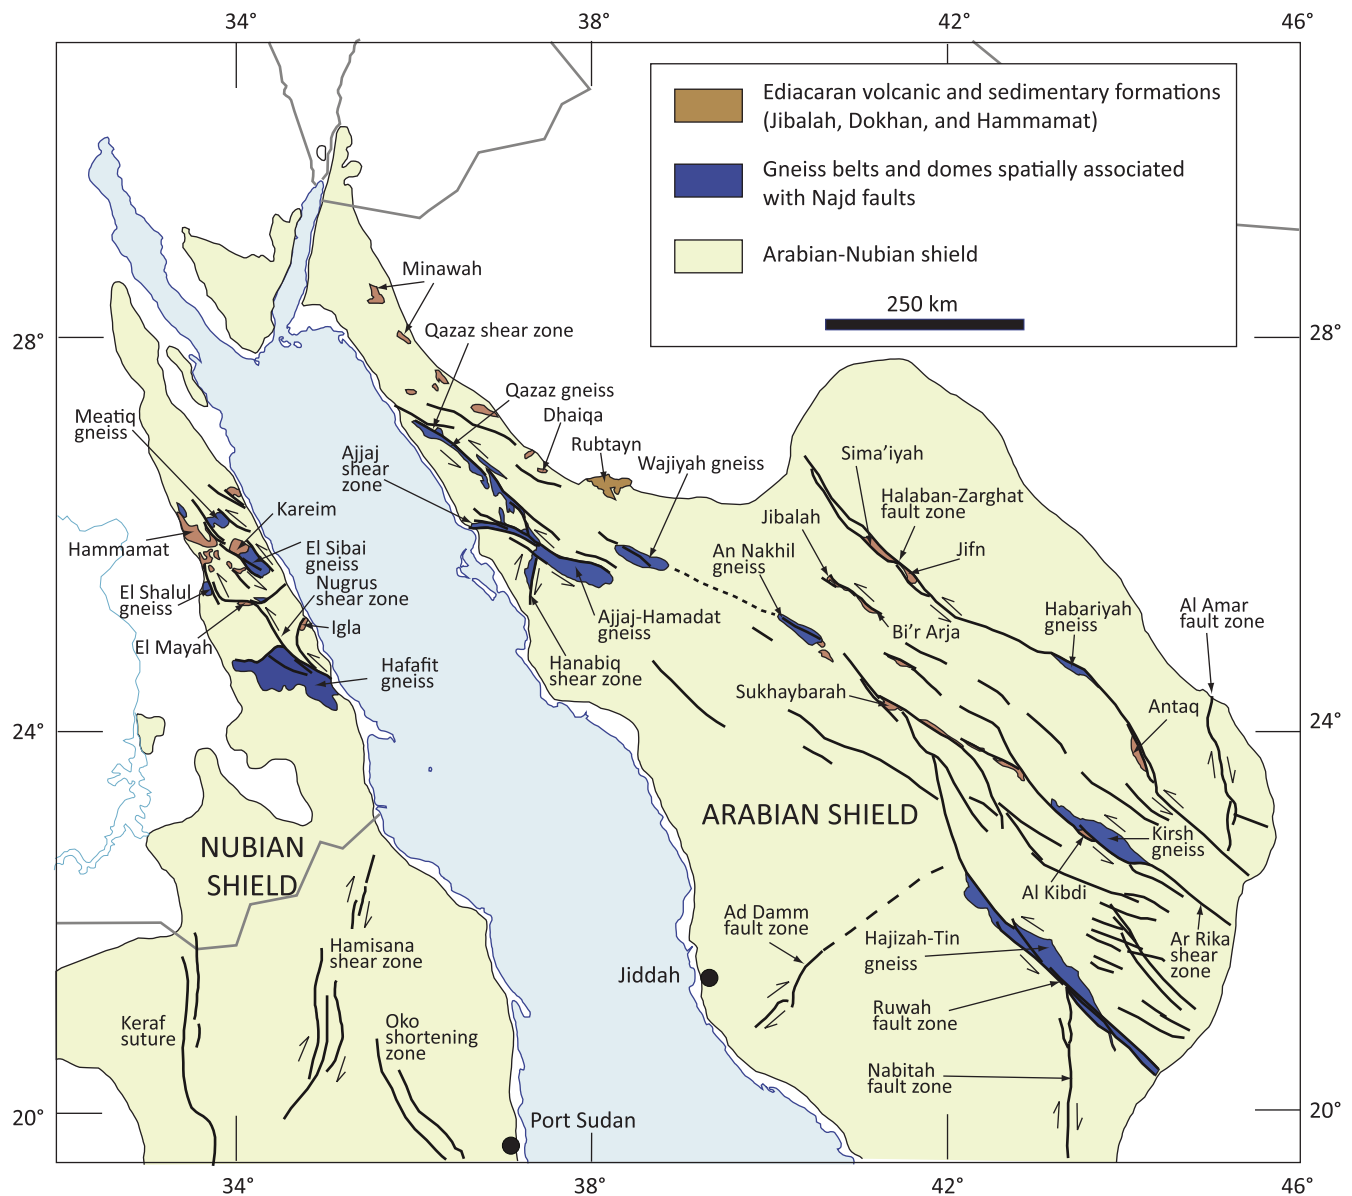 34°
38°
42°
46°
Ediacaran volcanic and sedimentary formations
(Jibalah, Dokhan, and Hammamat)
Gneiss belts and domes spatially associated
with Najd faults
Arabian-Nubian shield
250 km
28°
28°
Minawah
Qazaz shear zone
Qazaz gneiss
Dhaiqa
Rubtayn
Wajiyah gneiss
Meatiq
gneiss
Ajjaj
shear
zone
Sima'iyah
Halaban-Zarghat
fault zone
Jibalah
Jifn
Kareim
Hammamat
El Sibai
gneiss
An Nakhil
gneiss
Nugrus
shear zone
El Shalul
gneiss
Igla
El Mayah
Ajjaj-Hamadat
gneiss
Bi'r Arja
Habariyah
gneiss
Al Amar
fault zone
Hafafit
gneiss
Hanabiq
shear zone
Sukhaybarah
Antaq
24°
24°
ARABIAN SHIELD
NUBIAN
SHIELD
Kirsh
gneiss
Al Kibdi
Ad Damm
fault zone
Hajizah-Tin
gneiss
Ar Rika
shear
zone
Hamisana
shear zone
Jiddah
Ruwah
fault zone
Keraf
suture
Oko
shortening
zone
Nabitah
fault zone
20°
20°
Port Sudan
34°
38°
42°
46°